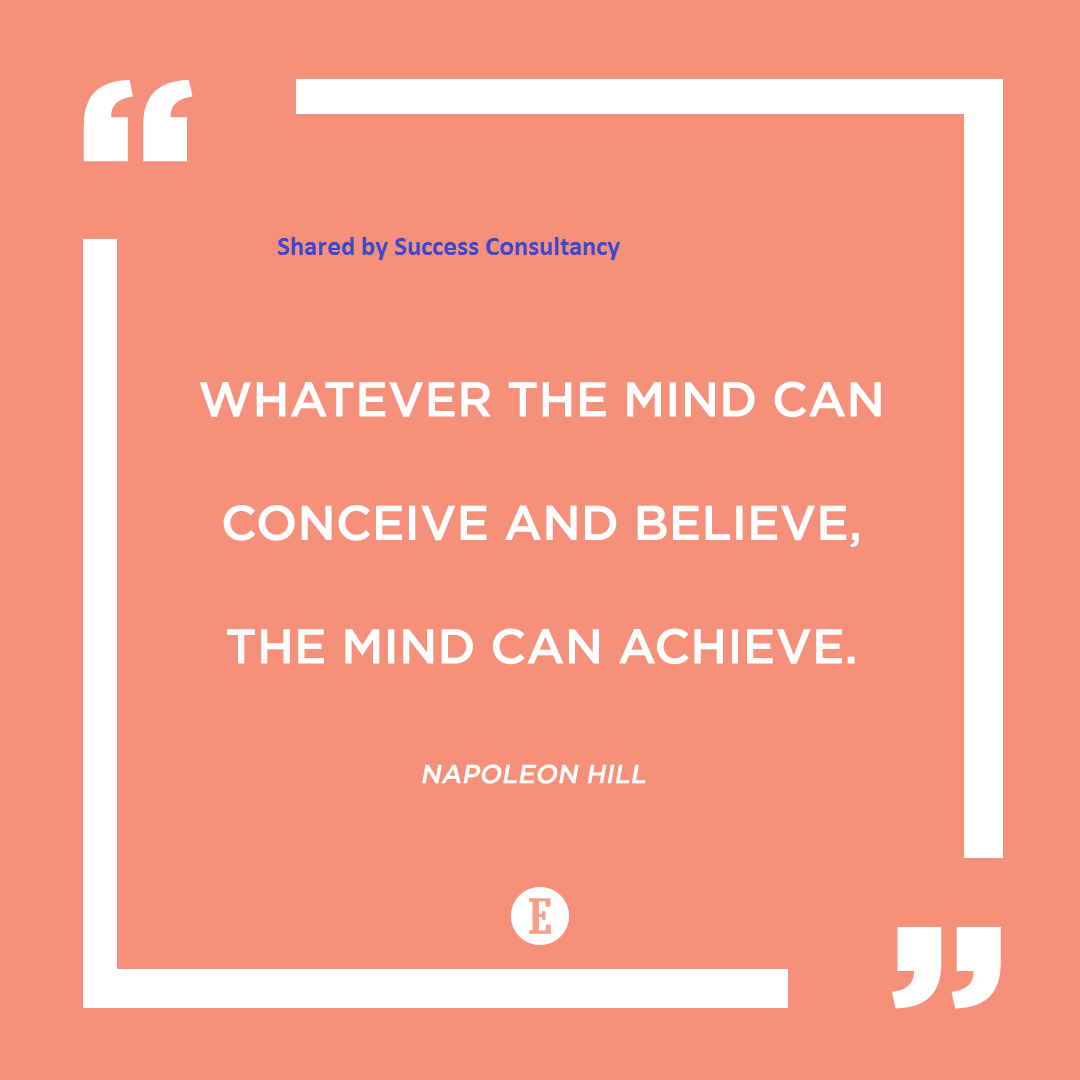 Shared by Success Consultancy
WHATEVER THE MIND CAN
CONCEIVE AND BELIEVE,
THE MIND CAN ACHIEVE.
NAPOLEON HILL
E